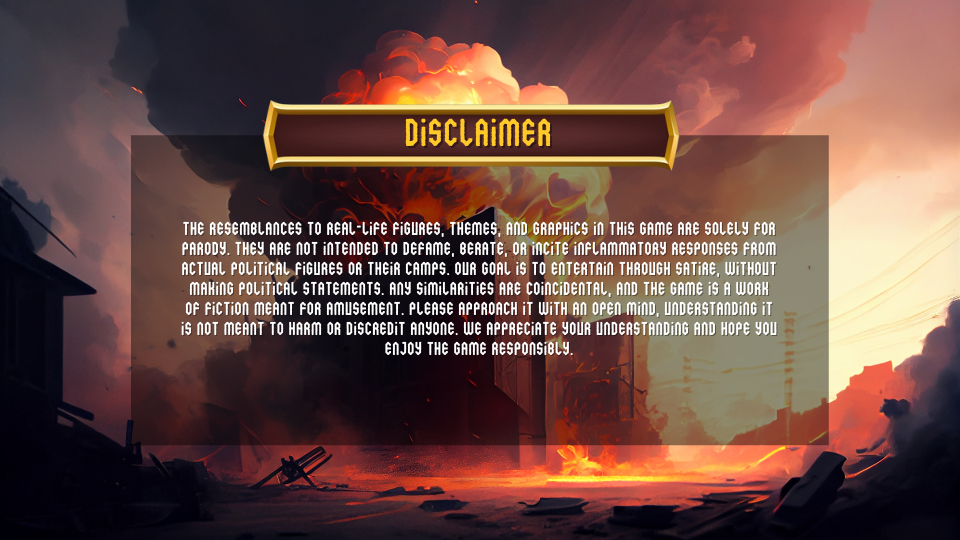 DISCLAIMER
THE RESEMBLANCES TO REAL-LIFE FIGURES, THEMES, AND GRAPHICS IN THIS GAME ARE SOLELY FOR
PARODY. THEY ARE NOT INTENDED TO DEFAME, BERATE, OR INCITE INFLAMMATORY RESPONSES FROM
ACTUAL POLITICAL FIGURES OR THEIR CAMPS. OUR GOAL IS TO ENTERTAIN THROUGH SATIRE, WITHOUT
MAKING POLITICAL STATEMENTS. ANY SIMILARITIES ARE COINCIDENTAL, AND THE GAME IS A WORK
OF FICTION MEANT FOR AMUSEMENT. PLEASE APPROACH IT WITH AN OPEN MIND, UNDERSTANDING IT
IS NOT MEANT TO HARM OR DISCREDIT ANYONE. WE APPRECIATE YOUR UNDERSTANDING AND HOPE YOU
ENJOY THE GAME RESPONSIBLY.